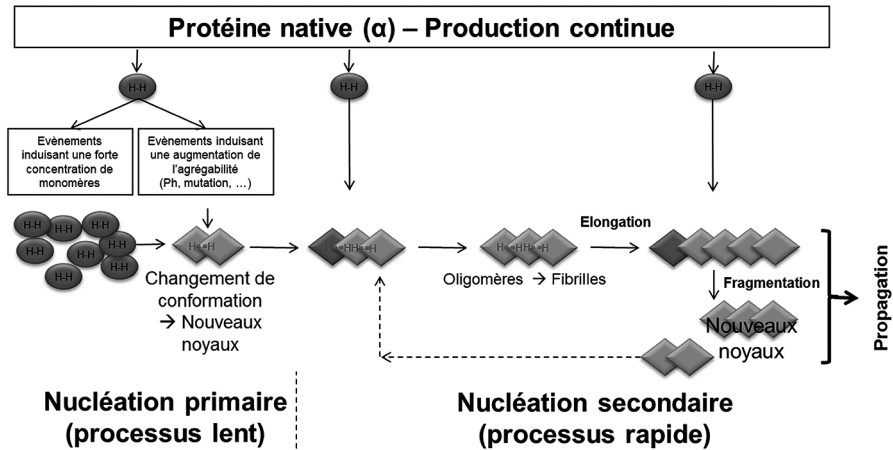 Protéine native (α) – Production continue
H-H
H-H
H-H
Evènements
induisant une forte
concentration de
monomères
Evènements induisant
une augmentation de
l'agrégabilité
(Ph, mutation, …)
H-H
H-H
H-H
H-H
H-H
H-H
H-H
H-H
Changement de
conformation
→ Nouveaux
noyaux
Oligomères → Fibrilles
Elongation
Fragmentation
Nouveaux
noyaux
Propagation
Nucléation primaire
(processus lent)
Nucléation secondaire
(processus rapide)